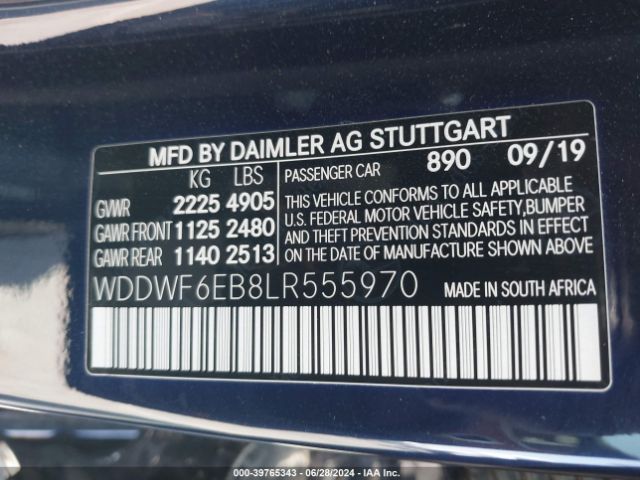 MFD BY DAIMLER AG STUTTGART
KG LBS
GVWR 2225 4905
GAWR FRONT 1125 2480
GAWR REAR 1140 2513
PASSENGER CAR 890 09/19
THIS VEHICLE CONFORMS TO ALL APPLICABLE
U.S. FEDERAL MOTOR VEHICLE SAFETY,BUMPER
AND THEFT PREVENTION STANDARDS IN EFFECT
ON THE DATE OF MANUFACTURE SHOWN ABOVE
WDDWF6EB8LR555970 MADE IN SOUTH AFRICA
000-39765343 - 06/28/2024 - IAA Inc.